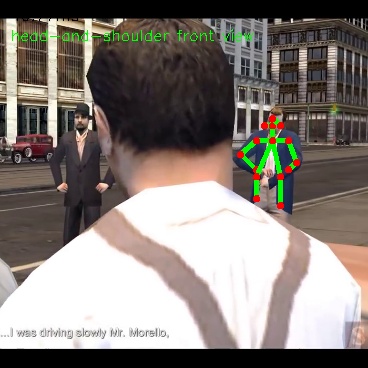 head-and-shoulder front view
...I was driving slowly Mr. Morello,